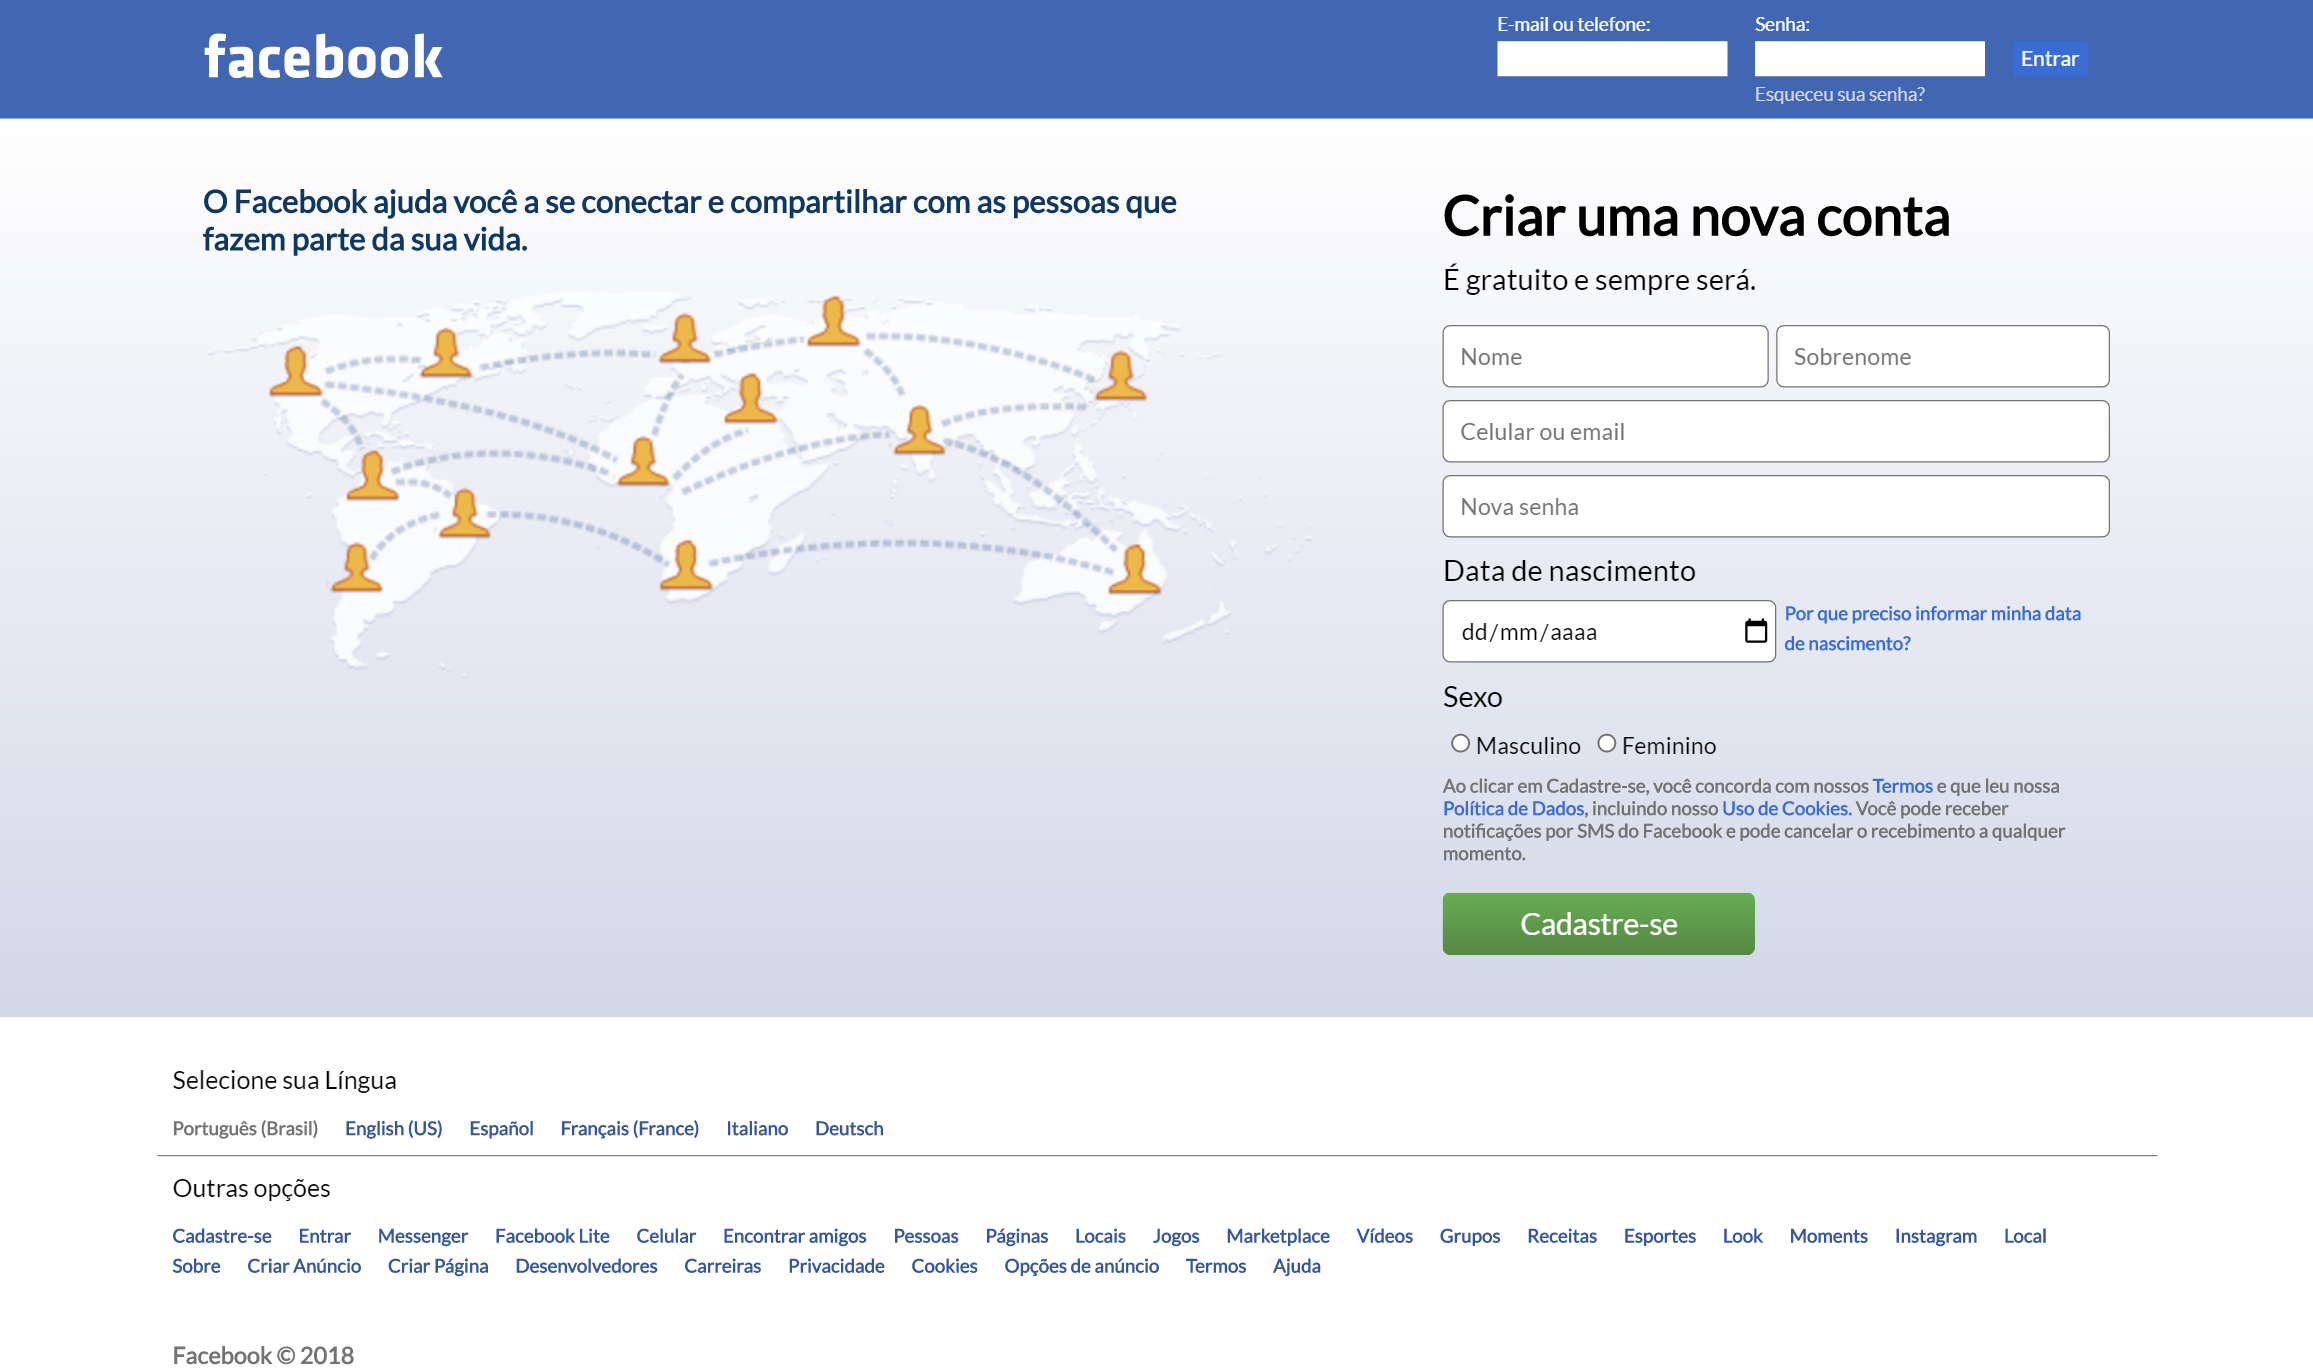 facebook
E-mail ou telefone:
Senha:
Entrar
Esqueceu sua senha?
O Facebook ajuda você a se conectar e compartilhar com as pessoas que
fazem parte da sua vida.
Criar uma nova conta
É gratuito e sempre será.
Nome
Sobrenome
Celular ou email
Nova senha
Data de nascimento
dd/mm/aaaa
Por que preciso informar minha data
de nascimento?
Sexo
Masculino Feminino
Ao clicar em Cadastre-se, você concorda com nossos Termos e que leu nossa
Política de Dados, incluindo nosso Uso de Cookies. Você pode receber
notificações por SMS do Facebook e pode cancelar o recebimento a qualquer
momento.
Cadastre-se
Selecione sua Língua
Português (Brasil) English (US) Español Français (France) Italiano Deutsch
Outras opções
Cadastre-se Entrar Messenger Facebook Lite Celular Encontrar amigos Pessoas Páginas Locais Jogos Marketplace Vídeos Grupos Receitas Esportes Look Moments Instagram Local
Sobre Criar Anúncio Criar Página Desenvolvedores Carreiras Privacidade Cookies Opções de anúncio Termos Ajuda
Facebook © 2018